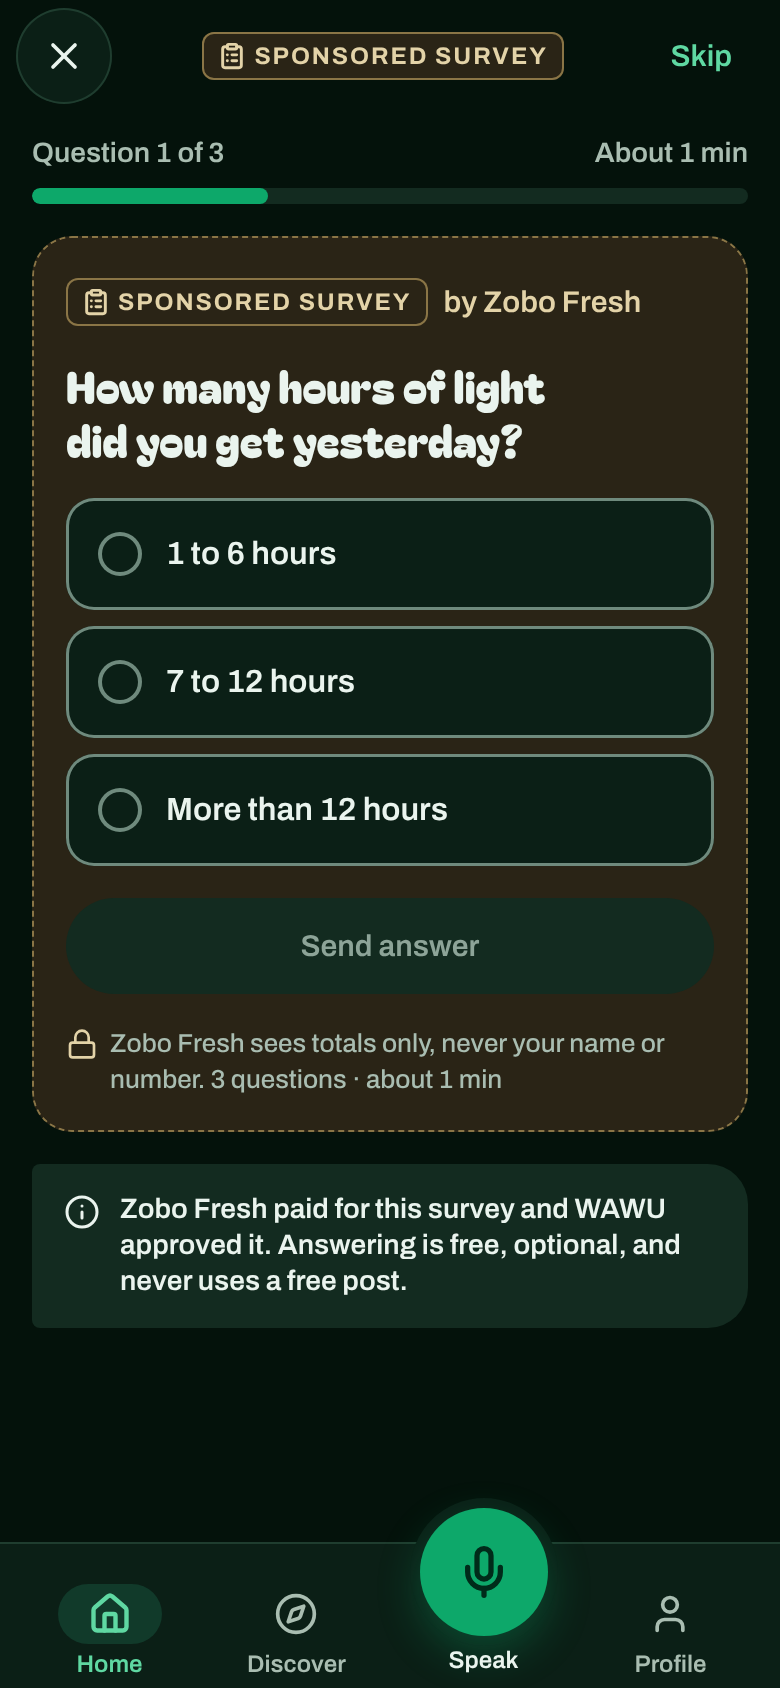 SPONSORED SURVEY
Skip
Question 1 of 3
About 1 min
SPONSORED SURVEY by Zobo Fresh
How many hours of light
did you get yesterday?
1 to 6 hours
7 to 12 hours
More than 12 hours
Send answer
Zobo Fresh sees totals only, never your name or
number. 3 questions · about 1 min
Zobo Fresh paid for this survey and WAWU
approved it. Answering is free, optional, and
never uses a free post.
Home
Discover
Speak
Profile